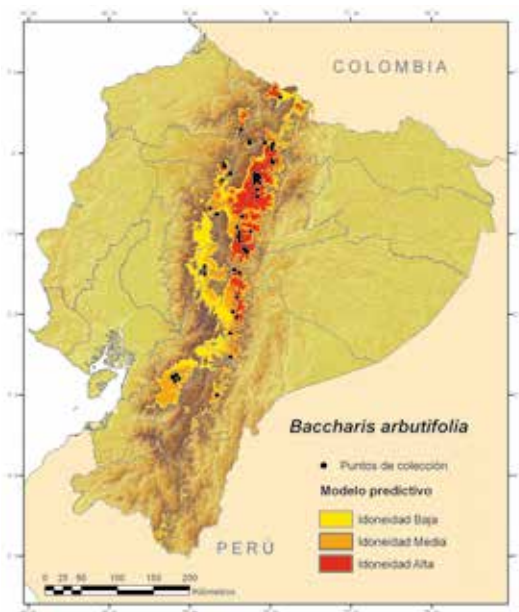 COLOMBIA
Baccharis arbutifolia
Puntos de colección
Modelo predictivo
Idoneidad Baja
Idoneidad Media
Idoneidad Alta
PERÚ
0 25 50 100 150 200
Kilómetros